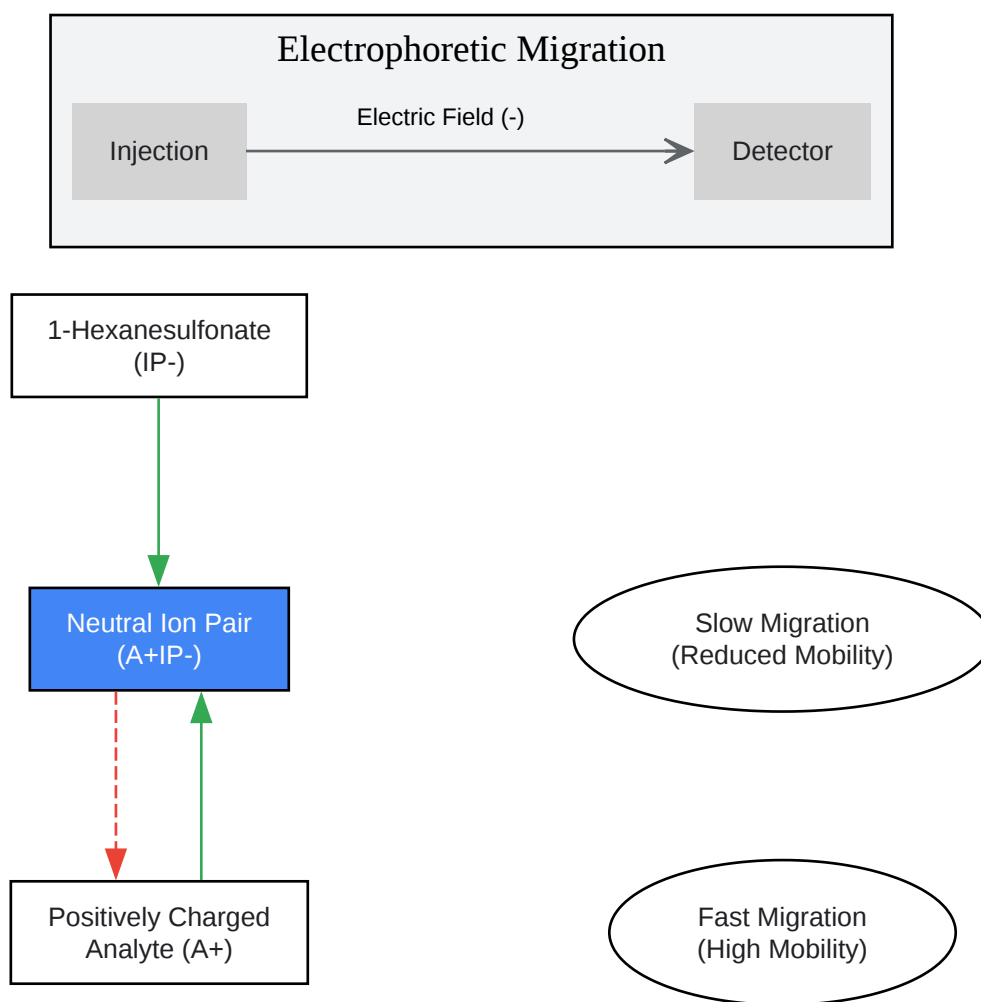 Electrophoretic Migration
Electric Field (-)
Injection
Detector
1-Hexanesulfonate
(IP-)
Neutral Ion Pair
(A+IP-)
Slow Migration
(Reduced Mobility)
Positively Charged
Analyte (A+)
Fast Migration
(High Mobility)